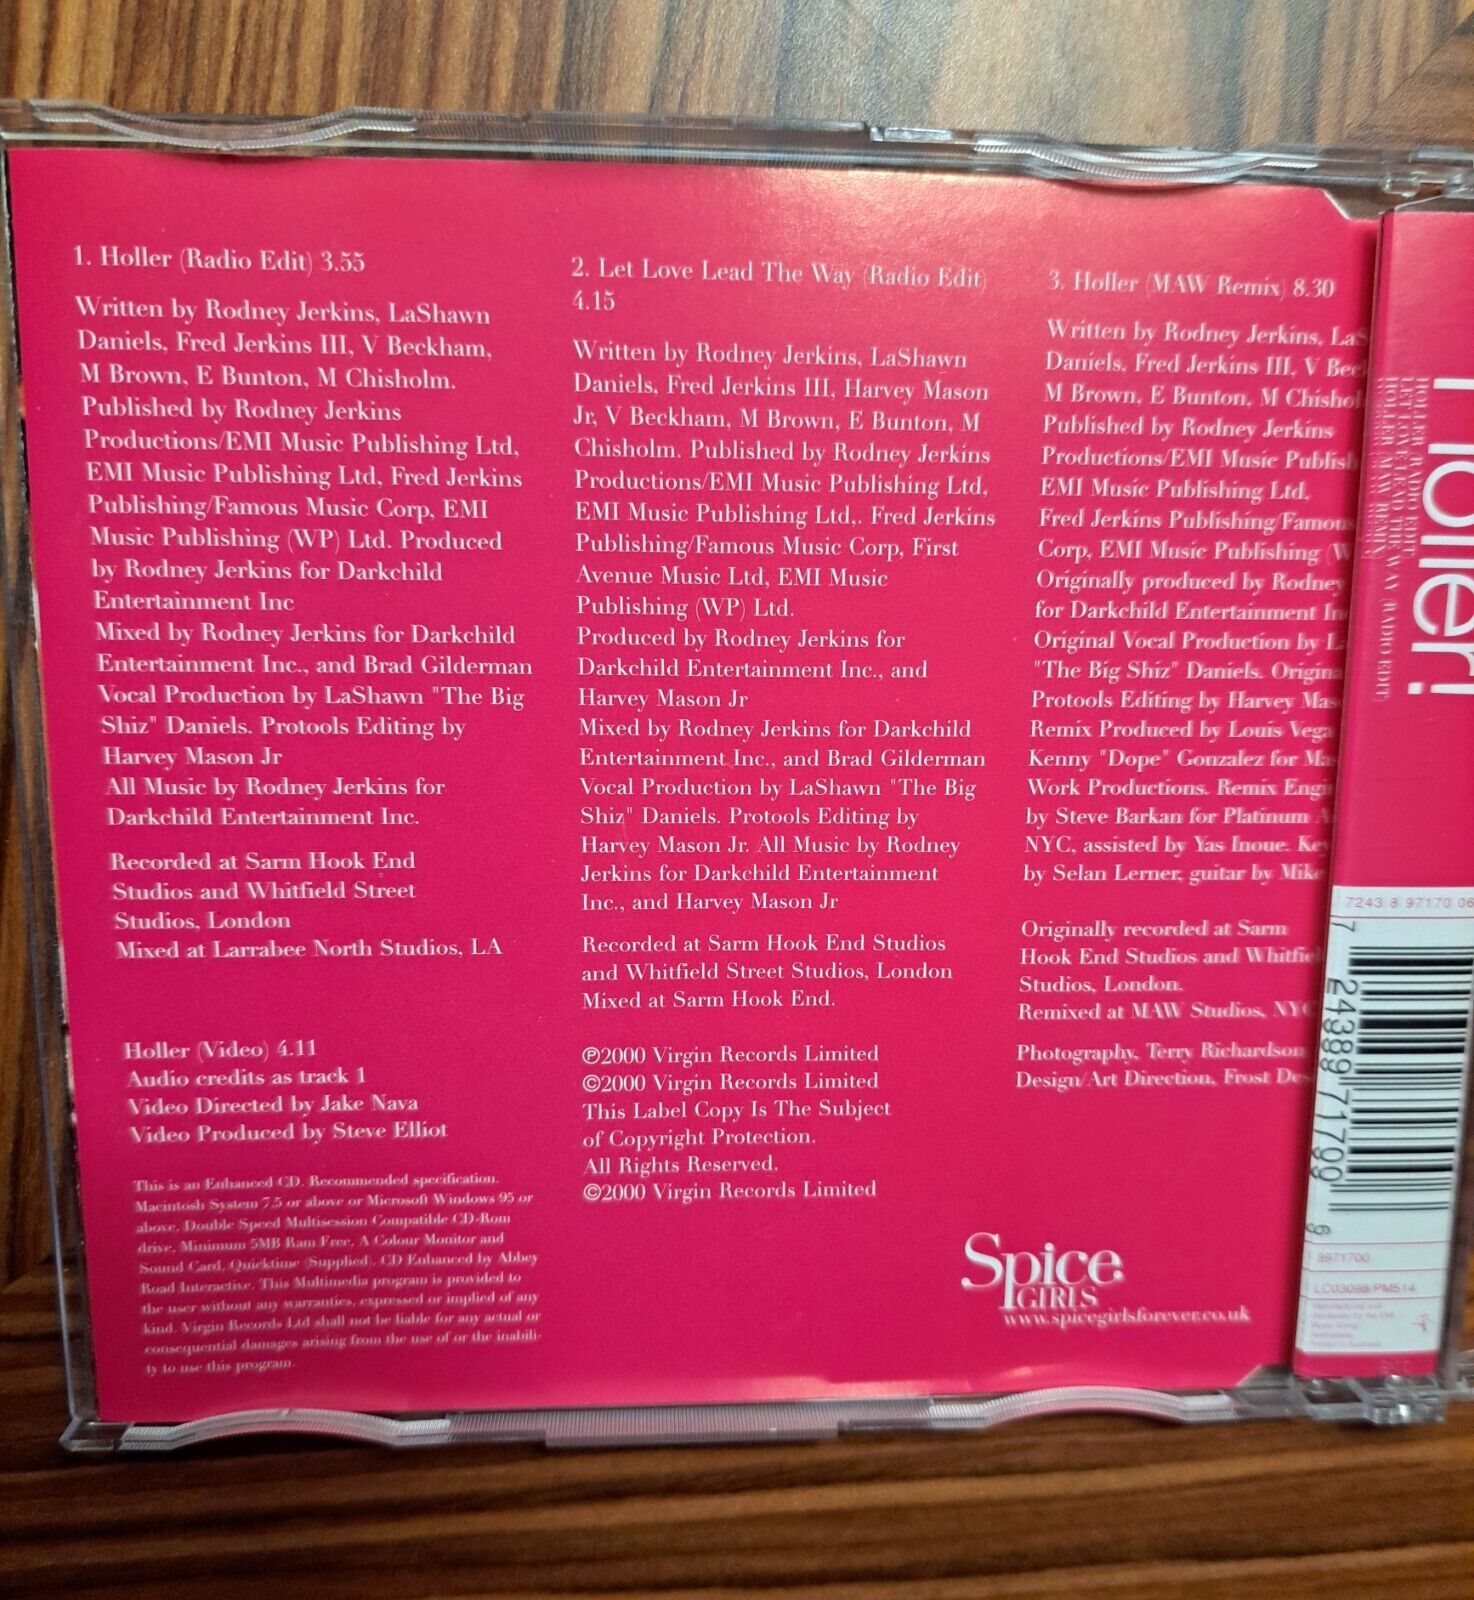 1. Holler (Radio Edit) 3.55
Written by Rodney Jerkins, LaShawn
Daniels, Fred Jerkins III, V Beckham,
M Brown, E Bunton, M Chisholm.
Published by Rodney Jerkins
Productions/EMI Music Publishing Ltd,
EMI Music Publishing Ltd, Fred Jerkins
Publishing/Famous Music Corp, EMI
Music Publishing (WP) Ltd. Produced
by Rodney Jerkins for Darkchild
Entertainment Inc
Mixed by Rodney Jerkins for Darkchild
Entertainment Inc., and Brad Gilderman
Vocal Production by LaShawn "The Big
Shiz" Daniels. Protools Editing by
Harvey Mason Jr
All Music by Rodney Jerkins for
Darkchild Entertainment Inc.
Recorded at Sarm Hook End
Studios and Whitfield Street
Studios, London
Mixed at Larrabee North Studios, LA
Holler (Video) 4.11
Audio credits as track 1
Video Directed by Jake Nava
Video Produced by Steve Elliot
This is an Enhanced CD. Recommended specification.
Macintosh System 7.5 or above or Microsoft Windows 95 or
above, Double Speed Multisession Compatible CD-Rom
drive, Minimum 5MB Ram Free, A Colour Monitor and
Sound Card, Quicktime (Supplied). CD Enhanced by Abbey
Road Interactive. This Multimedia program is provided to
the user without any warranties, expressed or implied of any
kind. Virgin Records Ltd shall not be liable for any actual or
consequential damages arising from the use of or the inabili-
ty to use this program.
2. Let Love Lead The Way (Radio Edit)
4.15
Written by Rodney Jerkins, LaShawn
Daniels, Fred Jerkins III, Harvey Mason
Jr, V Beckham, M Brown, E Bunton, M
Chisholm. Published by Rodney Jerkins
Productions/EMI Music Publishing Ltd,
EMI Music Publishing Ltd,. Fred Jerkins
Publishing/Famous Music Corp, First
Avenue Music Ltd, EMI Music
Publishing (WP) Ltd.
Produced by Rodney Jerkins for
Darkchild Entertainment Inc., and
Harvey Mason Jr
Mixed by Rodney Jerkins for Darkchild
Entertainment Inc., and Brad Gilderman
Vocal Production by LaShawn "The Big
Shiz" Daniels. Protools Editing by
Harvey Mason Jr. All Music by Rodney
Jerkins for Darkchild Entertainment
Inc., and Harvey Mason Jr
Recorded at Sarm Hook End Studios
and Whitfield Street Studios, London
Mixed at Sarm Hook End.
℗2000 Virgin Records Limited
©2000 Virgin Records Limited
This Label Copy Is The Subject
of Copyright Protection.
All Rights Reserved.
©2000 Virgin Records Limited
3. Holler (MAW Remix) 8.30
Written by Rodney Jerkins, LaS
Daniels, Fred Jerkins III, V Bec
M Brown, E Bunton, M Chishol
Published by Rodney Jerkins
Productions/EMI Music Publish
EMI Music Publishing Ltd,
Fred Jerkins Publishing/Famous
Corp, EMI Music Publishing (W
Originally produced by Rodney
for Darkchild Entertainment In
Original Vocal Production by L
"The Big Shiz" Daniels. Origina
Protools Editing by Harvey Mas
Remix Produced by Louis Vega
Kenny "Dope" Gonzalez for Mas
Work Productions. Remix Engi
by Steve Barkan for Platinum
NYC, assisted by Yas Inoue. Key
by Selan Lerner, guitar by Mike
Originally recorded at Sarm
Hook End Studios and Whitfiel
Studios, London.
Remixed at MAW Studios, NYC
Photography, Terry Richardson
Design/Art Direction, Frost Des
Spice
GIRLS
www.spicegirlsforever.co.uk
Holler!
HOLLER (RADIO EDIT)
LET LOVE LEAD THE WAY (RADIO EDIT)
HOLLER (MAW REMIX)
7243 8 97170 06
7 24389 71709 6
8971700
LC03098/PM514